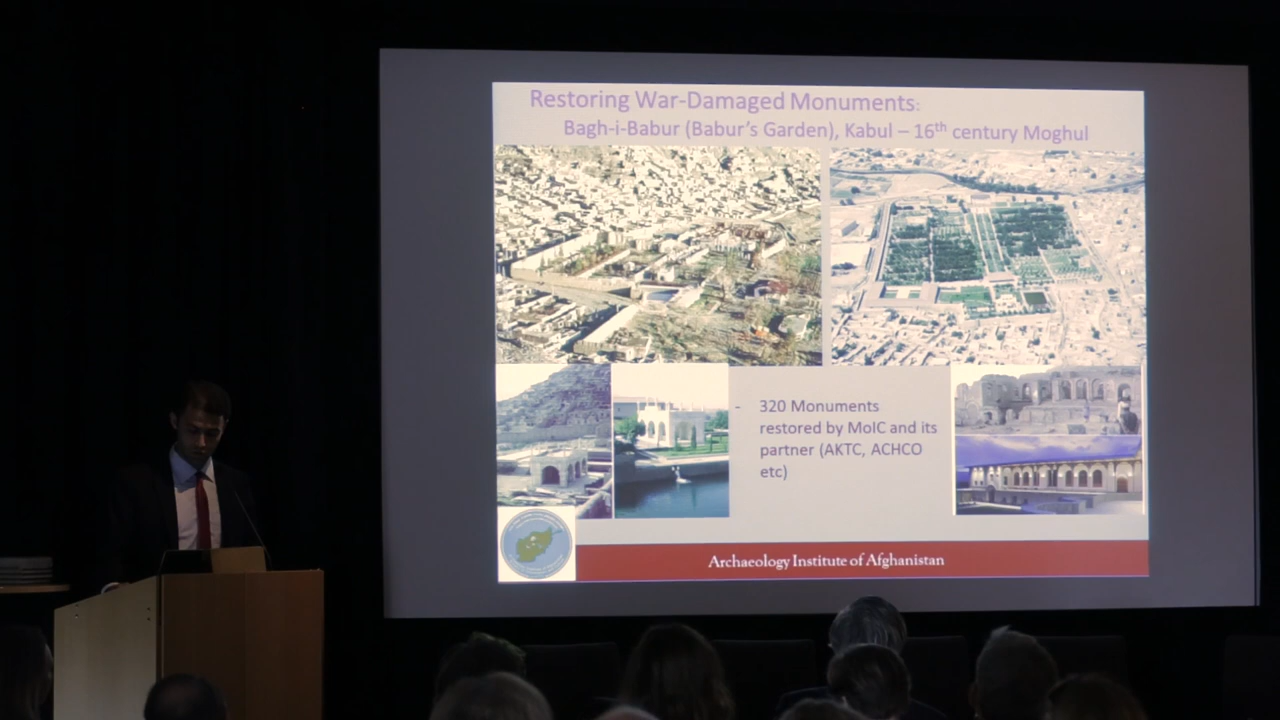 Restoring War-Damaged Monuments:
Bagh-i-Babur (Babur's Garden), Kabul – 16th century Moghul
- 320 Monuments
restored by MoIC and its
partner (AKTC, ACHCO
etc)
Archaeology Institute of Afghanistan